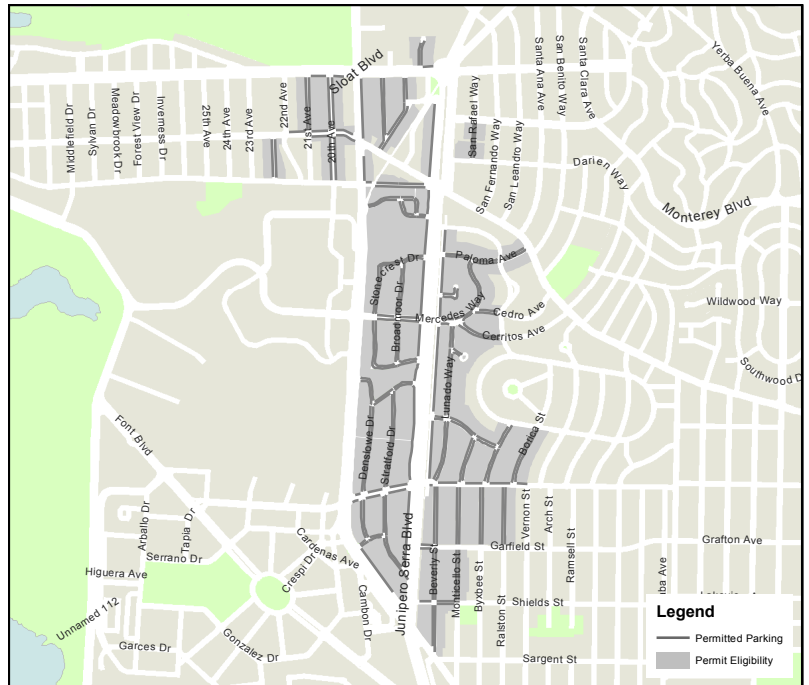 Sloat Blvd
Yerba Buena Ave
Santa Ana Ave
San Benito Way
Santa Clara Ave
Middlefield Dr
Sylvan Dr
Meadowbrook Dr
Forest View Dr
Inverness Dr
25th Ave
24th Ave
23rd Ave
22nd Ave
21st Ave
20th Ave
San Rafael Way
San Fernando Way
San Leandro Way
Darien Way
Monterey Blvd
Stonecrest Dr
Broadmoor Dr
Paloma Ave
Mercedes Way
Cedro Ave
Cerritos Ave
Wildwood Way
Southwood D
Lunado Way
Borica St
Denslowe Dr
Stratford Dr
Font Blvd
Arballo Dr
Tapia Dr
Serrano Dr
Higuera Ave
Unnamed 112
Garces Dr
Gonzalez Dr
Crespi Dr
Cardenas Ave
Cambon Dr
Junipero Serra Blvd
Beverly St
Monticello St
Byxbee St
Ralston St
Vernon St
Arch St
Ramsell St
Garfield St
Grafton Ave
Shields St
Sargent St
Legend
Permitted Parking
Permit Eligibility